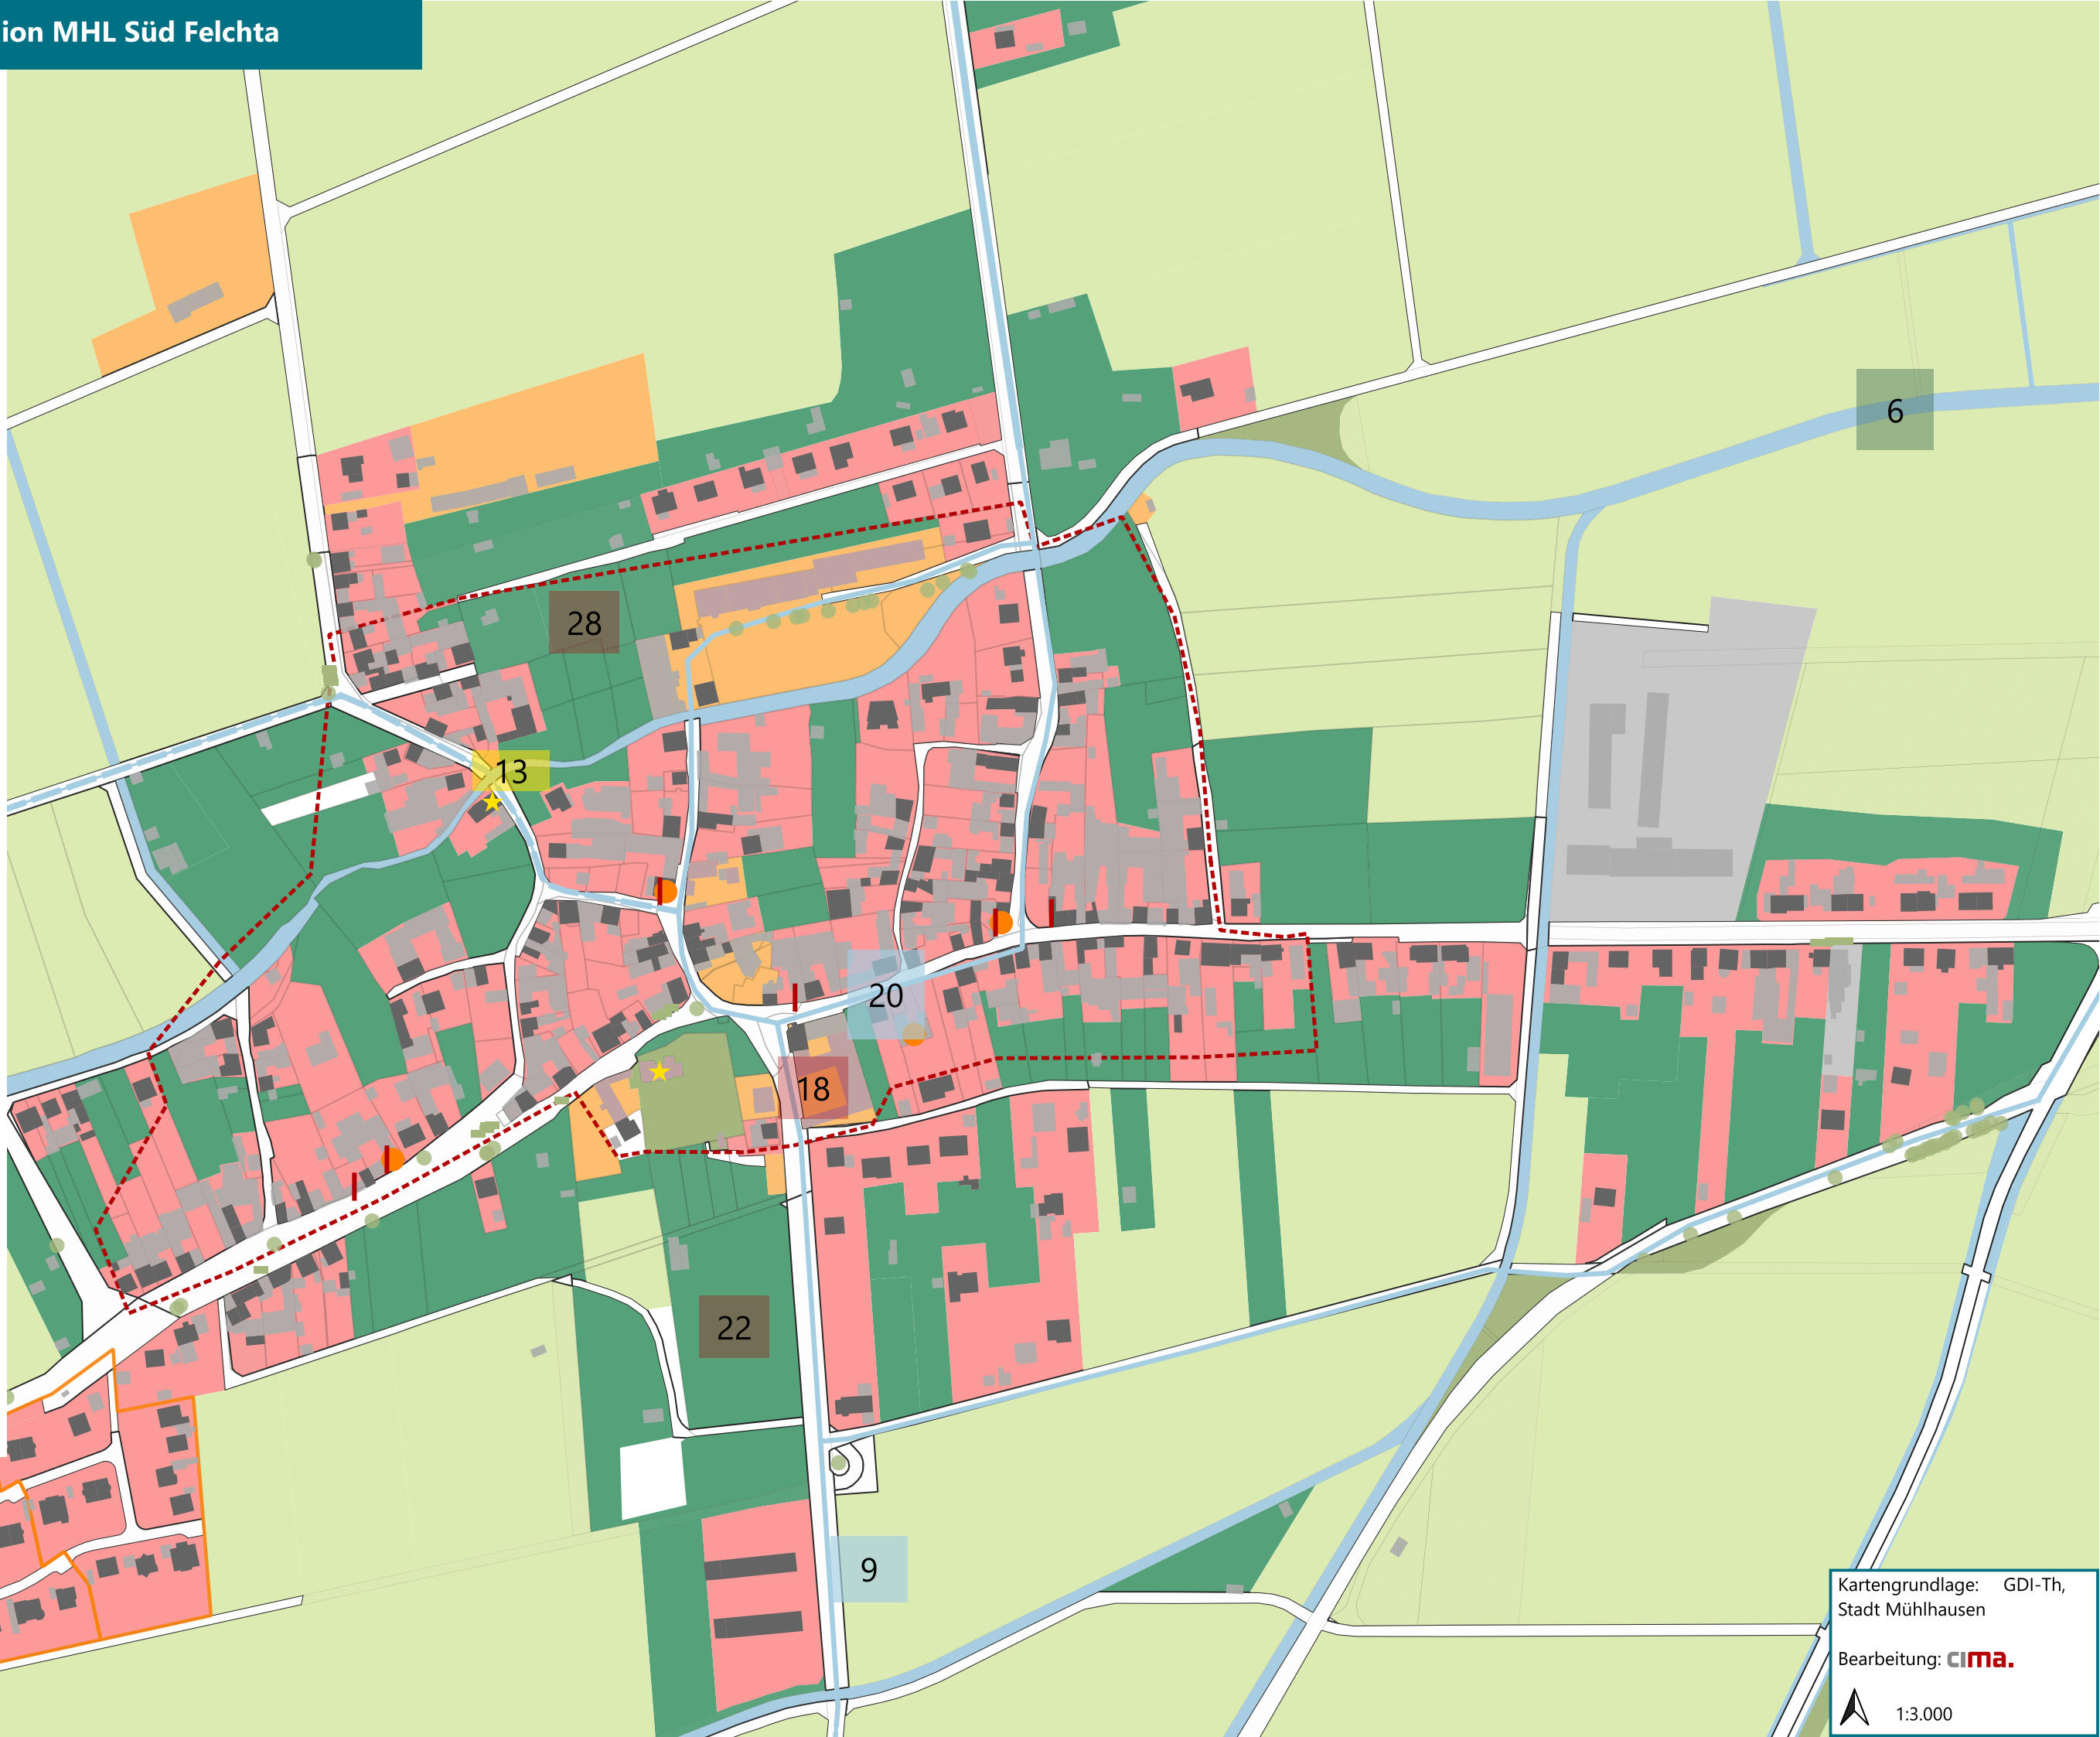 ion MHL Süd Felchta
6
28
13
20
18
22
9
Kartengrundlage: GDI-Th,
Stadt Mühlhausen
Bearbeitung: cima.
1:3.000